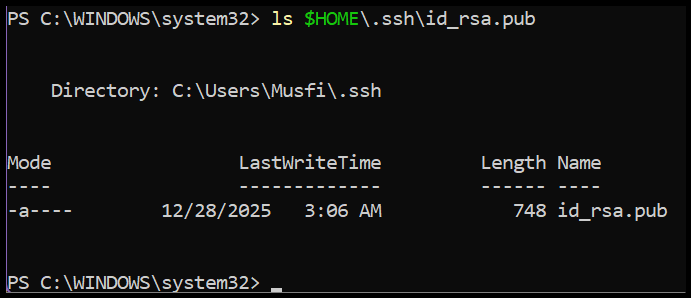 PS C:\WINDOWS\system32> ls $HOME\.ssh\id_rsa.pub
Directory: C:\Users\Musfi\.ssh
Mode LastWriteTime Length Name
---- ------------- ------ ----
-a---- 12/28/2025 3:06 AM 748 id_rsa.pub
PS C:\WINDOWS\system32>